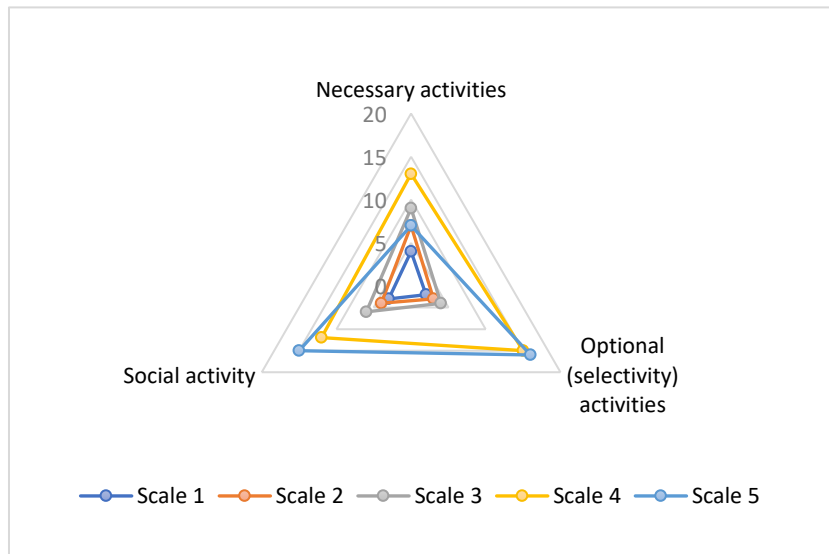 Necessary activities
20
15
10
5
0
Social activity
Optional
(selectivity)
activities
Scale 1 Scale 2 Scale 3 Scale 4 Scale 5